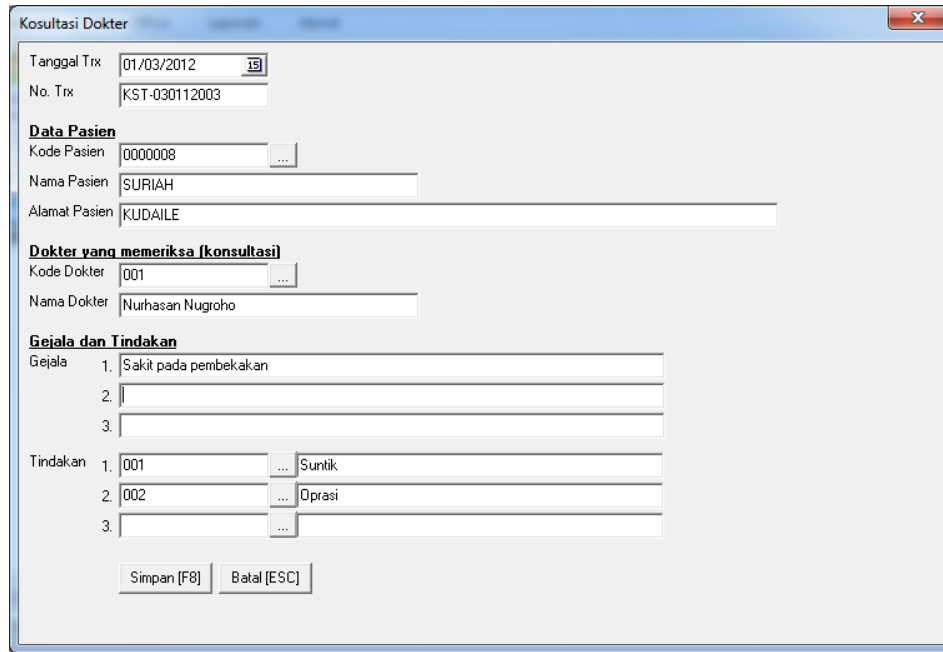 Kosultasi Dokter
Tanggal Trx 01/03/2012 15
No. Trx KST-030112003
Data Pasien
Kode Pasien 0000008 ...
Nama Pasien SURIAH
Alamat Pasien KUDAILE
Dokter yang memeriksa (konsultasi)
Kode Dokter 001 ...
Nama Dokter Nurhasan Nugroho
Gejala dan Tindakan
Gejala 1. Sakit pada pembekakan
2.
3.
Tindakan 1. 001 ... Suntik
2. 002 ... Oprasi
3. ...
Simpan [F8] Batal [ESC]